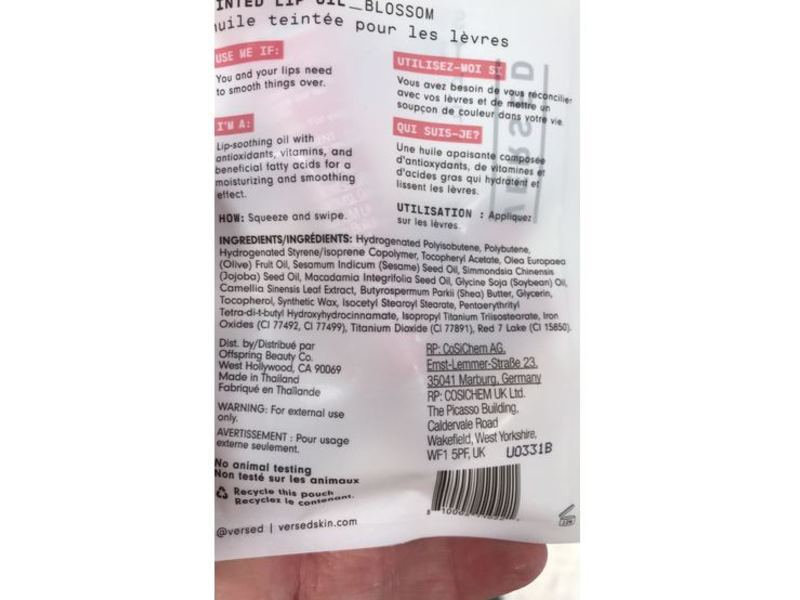 INTED LIP OIL_BLOSSOM
huile teintée pour les lèvres
USE ME IF:
You and your lips need
to smooth things over.
I'M A:
Lip-soothing oil with
antioxidants, vitamins, and
beneficial fatty acids for a
moisturizing and smoothing
effect.
HOW: Squeeze and swipe.
UTILISEZ-MOI SI
Vous avez besoin de vous réconcilier
avec vos lèvres et de mettre un
soupçon de couleur dans votre vie.
QUI SUIS-JE?
Une huile apaisante composée
d'antioxydants, de vitamines et
d'acides gras qui hydratent et
lissent les lèvres.
UTILISATION : Appliquez
sur les lèvres.
INGREDIENTS/INGRÉDIENTS: Hydrogenated Polyisobutene, Polybutene,
Hydrogenated Styrene/Isoprene Copolymer, Tocopheryl Acetate, Olea Europaea
(Olive) Fruit Oil, Sesamum Indicum (Sesame) Seed Oil, Simmondsia Chinensis
(Jojoba) Seed Oil, Macadamia Integrifolia Seed Oil, Glycine Soja (Soybean) Oil,
Camellia Sinensis Leaf Extract, Butyrospermum Parkii (Shea) Butter, Glycerin,
Tocopherol, Synthetic Wax, Isocetyl Stearoyl Stearate, Pentaerythrityl
Tetra-di-t-butyl Hydroxyhydrocinnamate, Isopropyl Titanium Triisostearate, Iron
Oxides (CI 77492, CI 77499), Titanium Dioxide (CI 77891), Red 7 Lake (CI 15850).
Dist. by/Distribué par
Offspring Beauty Co.
West Hollywood, CA 90069
Made in Thailand
Fabriqué en Thaïlande
WARNING: For external use
only.
AVERTISSEMENT : Pour usage
externe seulement.
No animal testing
Non testé sur les animaux
Recycle this pouch
Recyclez le contenant.
@versed | versedskin.com
RP: CoSiChem AG.
Ernst-Lemmer-Straße 23,
35041 Marburg, Germany
RP: COSICHEM UK Ltd.
The Picasso Building,
Caldervale Road
Wakefield, West Yorkshire,
WF1 5PF, UK
U0331B
VERSED